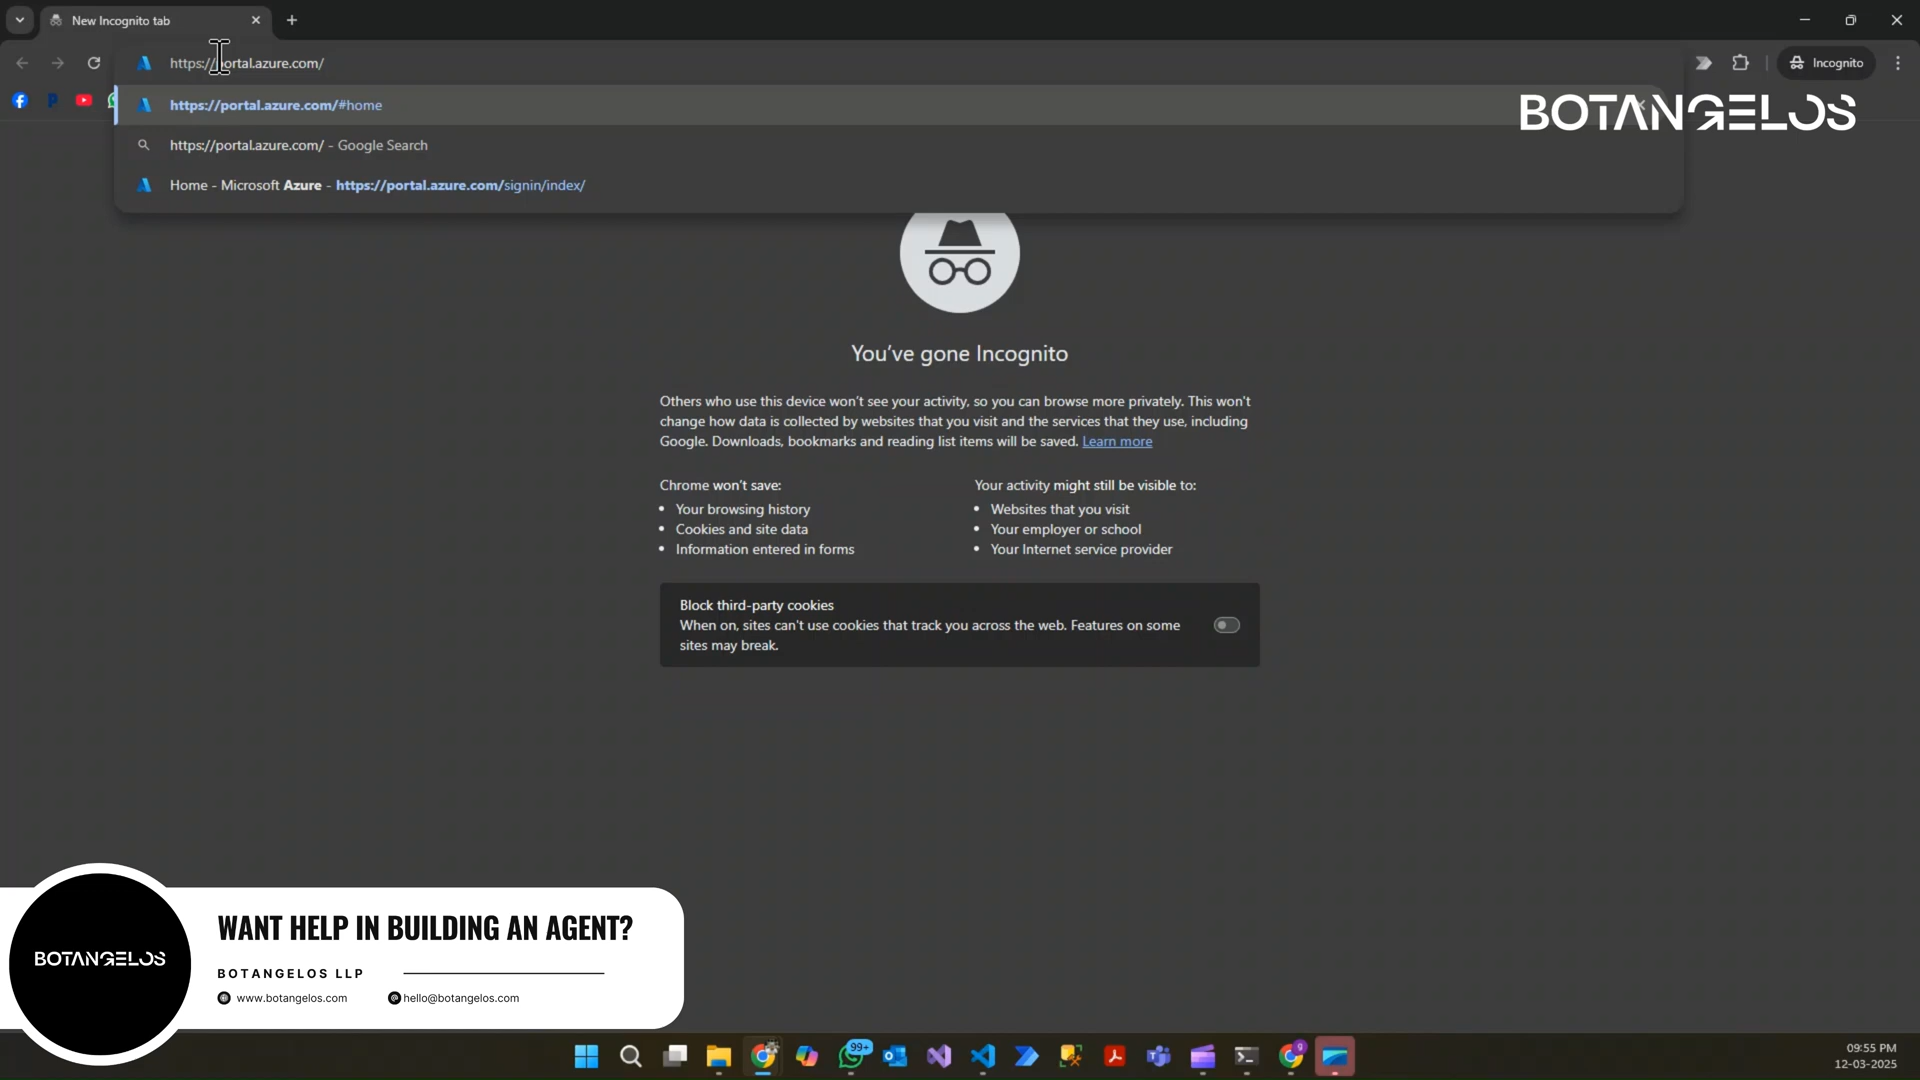 New Incognito tab
https://portal.azure.com/
Incognito
https://portal.azure.com/#home
BOTANGELOS
https://portal.azure.com/ - Google Search
Home - Microsoft Azure - https://portal.azure.com/signin/index/
You've gone Incognito
Others who use this device won't see your activity, so you can browse more privately. This won't
change how data is collected by websites that you visit and the services that they use, including
Google. Downloads, bookmarks and reading list items will be saved. Learn more
Chrome won't save:
Your browsing history
Cookies and site data
Information entered in forms
Your activity might still be visible to:
Websites that you visit
Your employer or school
Your Internet service provider
Block third-party cookies
When on, sites can't use cookies that track you across the web. Features on some
sites may break.
BOTANGELOS
WANT HELP IN BUILDING AN AGENT?
BOTANGELOS LLP
www.botangelos.com
hello@botangelos.com
99+
9
09:55 PM
12-03-2025